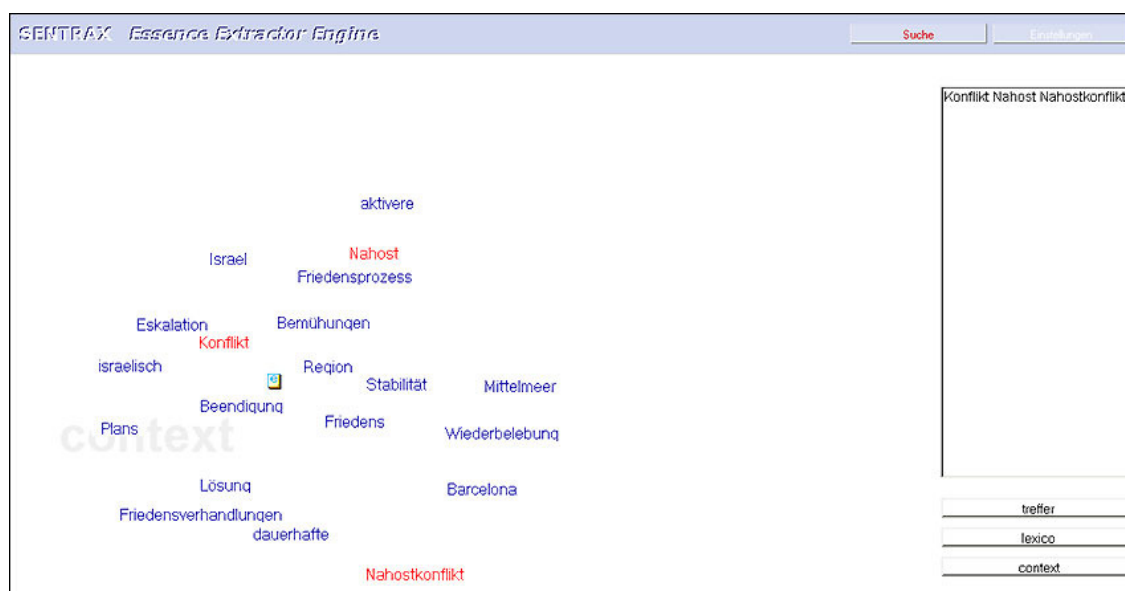 SENTRAX Essence Extractor Engine
Suche
Einstellungen
Konflikt Nahost Nahostkonflikt
aktivere
Nahost
Israel
Friedensprozess
Eskalation
Bemühungen
Konflikt
israelisch
Region
Stabilität
Mittelmeer
Beendigung
Plans
Friedens
Wiederbelebung
context
Lösung
Barcelona
Friedensverhandlungen
dauerhafte
Nahostkonflikt
treffer
lexico
context